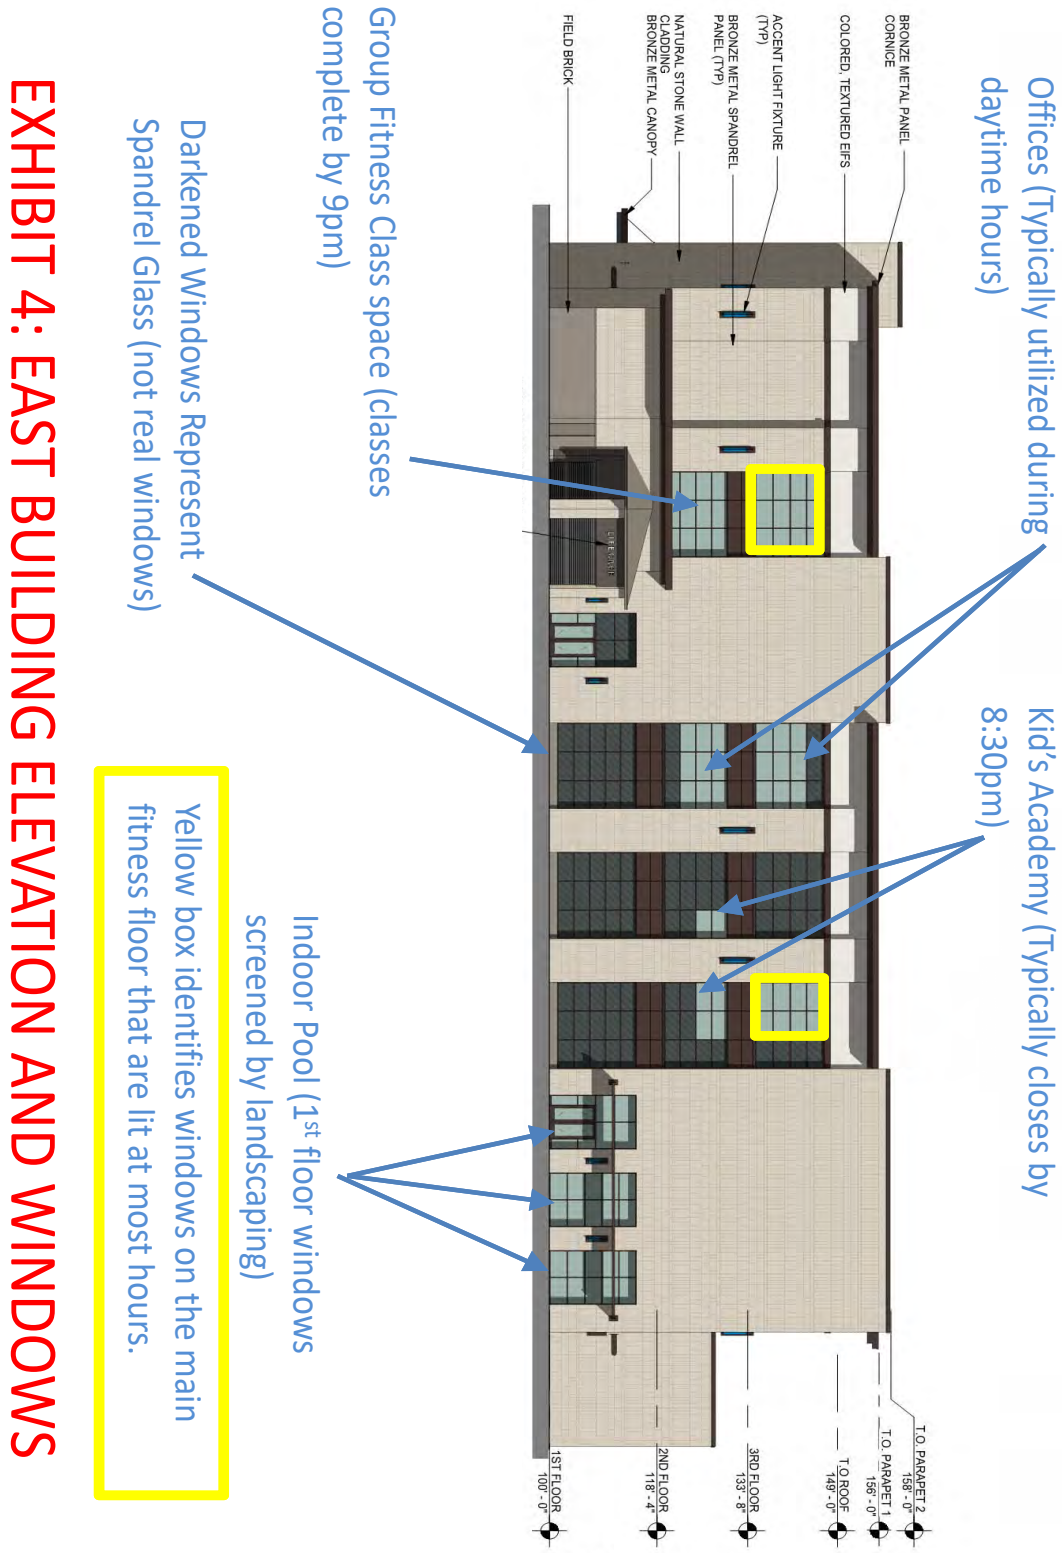 Offices (Typically utilized during
daytime hours)
Kid's Academy (Typically closes by
8:30pm)
BRONZE METAL PANEL
CORNICE
COLORED, TEXTURED EIFS
ACCENT LIGHT FIXTURE
(TYP)
BRONZE METAL SPANDREL
PANEL (TYP)
NATURAL STONE WALL
CLADDING
BRONZE METAL CANOPY
FIELD BRICK
T.O. PARAPET 2
158' - 0"
T.O. PARAPET 1
156' - 0"
T.O ROOF
149' - 0"
3RD FLOOR
133' - 8"
2ND FLOOR
118' - 4"
1ST FLOOR
100' - 0"
Group Fitness Class space (classes
complete by 9pm)
Indoor Pool (1st floor windows
screened by landscaping)
Darkened Windows Represent
Spandrel Glass (not real windows)
Yellow box identifies windows on the main
fitness floor that are lit at most hours.
EXHIBIT 4: EAST BUILDING ELEVATION AND WINDOWS